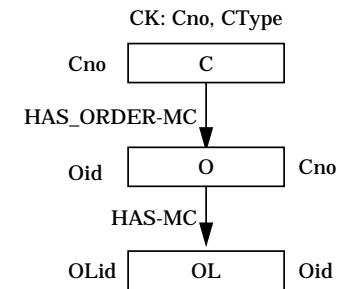 CK: Cno, CType
Cno C
HAS_ORDER-MC
Oid O Cno
HAS-MC
OLid OL Oid